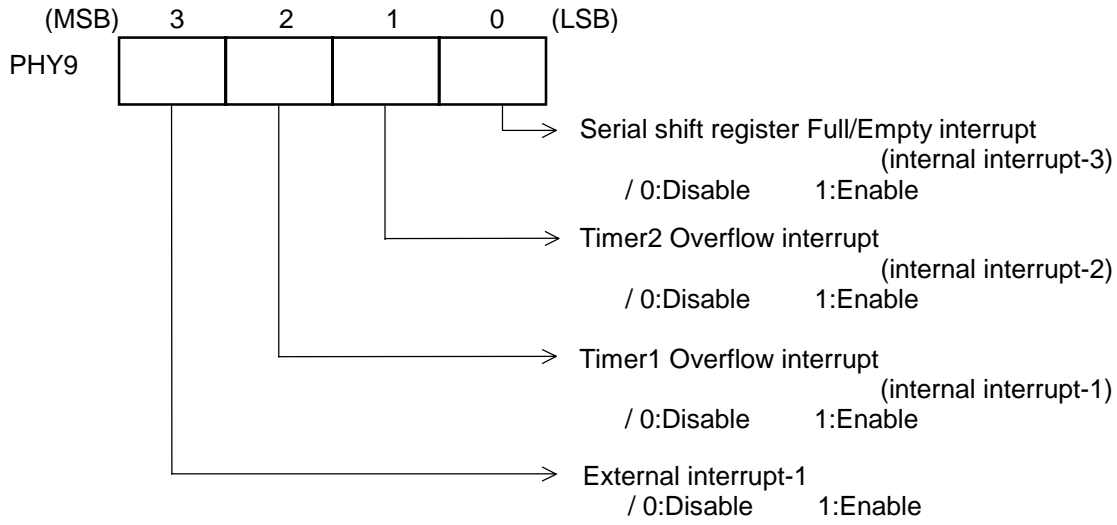 (MSB) 3 2 1 0 (LSB)
PHY9
Serial shift register Full/Empty interrupt
(internal interrupt-3)
/ 0:Disable 1:Enable
Timer2 Overflow interrupt
(internal interrupt-2)
/ 0:Disable 1:Enable
Timer1 Overflow interrupt
(internal interrupt-1)
/ 0:Disable 1:Enable
External interrupt-1
/ 0:Disable 1:Enable